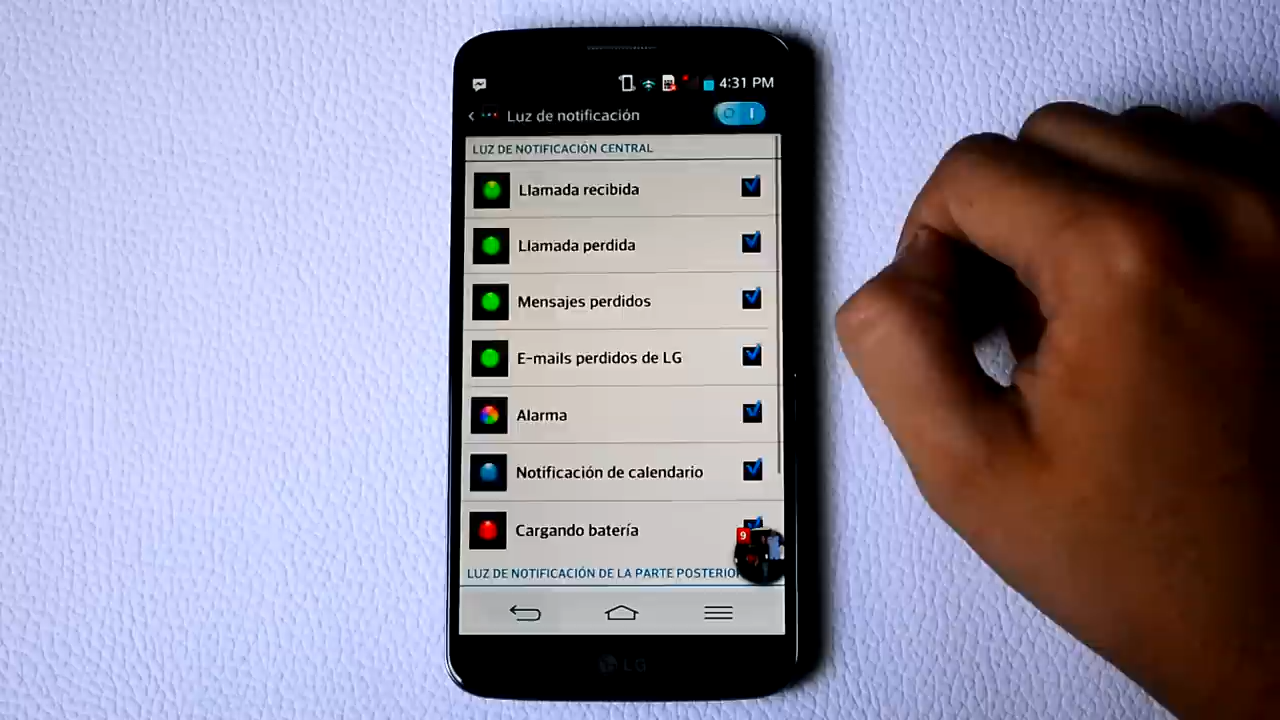 4:31 PM
Luz de notificación
LUZ DE NOTIFICACIÓN CENTRAL
Llamada recibida
Llamada perdida
Mensajes perdidos
E-mails perdidos de LG
Alarma
Notificación de calendario
Cargando batería
9
LUZ DE NOTIFICACIÓN DE LA PARTE POSTERIOR
LG